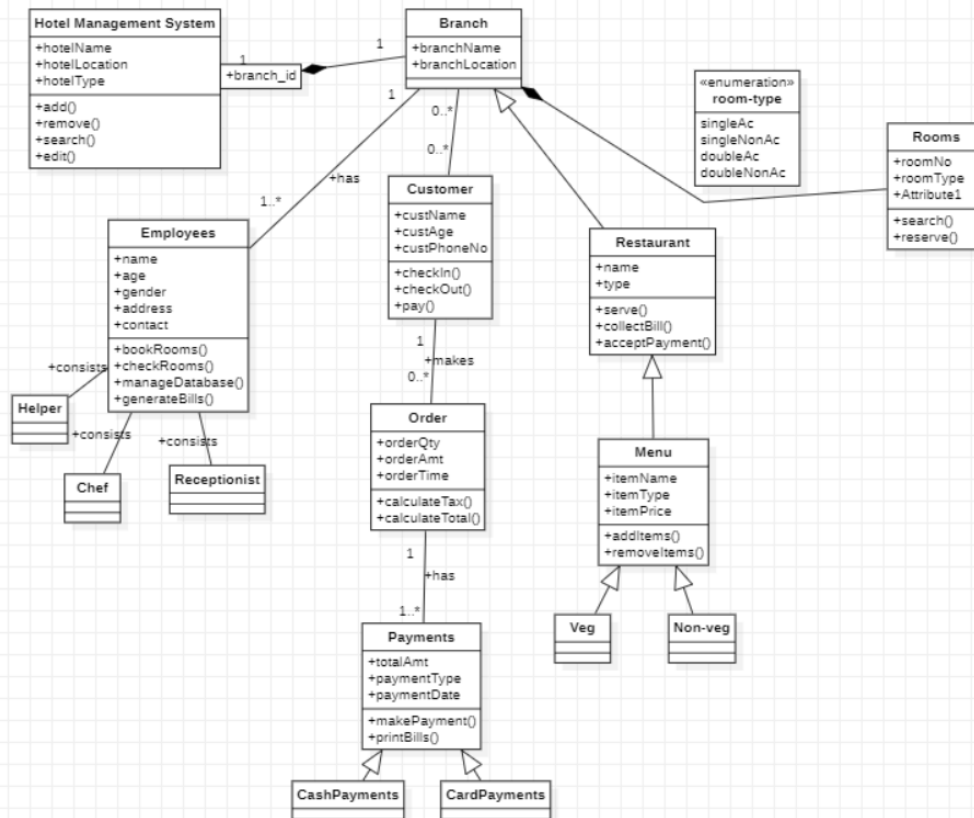 Hotel Management System
+hotelName
+hotelLocation
+hotelType
+add()
+remove()
+search()
+edit()
1
+branch_id
1
Branch
+branchName
+branchLocation
1
+has
1..*
0..*
0..*
«enumeration»
room-type
singleAc
singleNonAc
doubleAc
doubleNonAc
Rooms
+roomNo
+roomType
+Attribute1
+search()
+reserve()
Employees
+name
+age
+gender
+address
+contact
+bookRooms()
+checkRooms()
+manageDatabase()
+generateBills()
+consists
Helper
+consists
Chef
+consists
Receptionist
Customer
+custName
+custAge
+custPhoneNo
+checkIn()
+checkOut()
+pay()
1
+makes
0..*
Order
+orderQty
+orderAmt
+orderTime
+calculateTax()
+calculateTotal()
1
+has
1..*
Payments
+totalAmt
+paymentType
+paymentDate
+makePayment()
+printBills()
CashPayments
CardPayments
Restaurant
+name
+type
+serve()
+collectBill()
+acceptPayment()
Menu
+itemName
+itemType
+itemPrice
+addItems()
+removeItems()
Veg
Non-veg